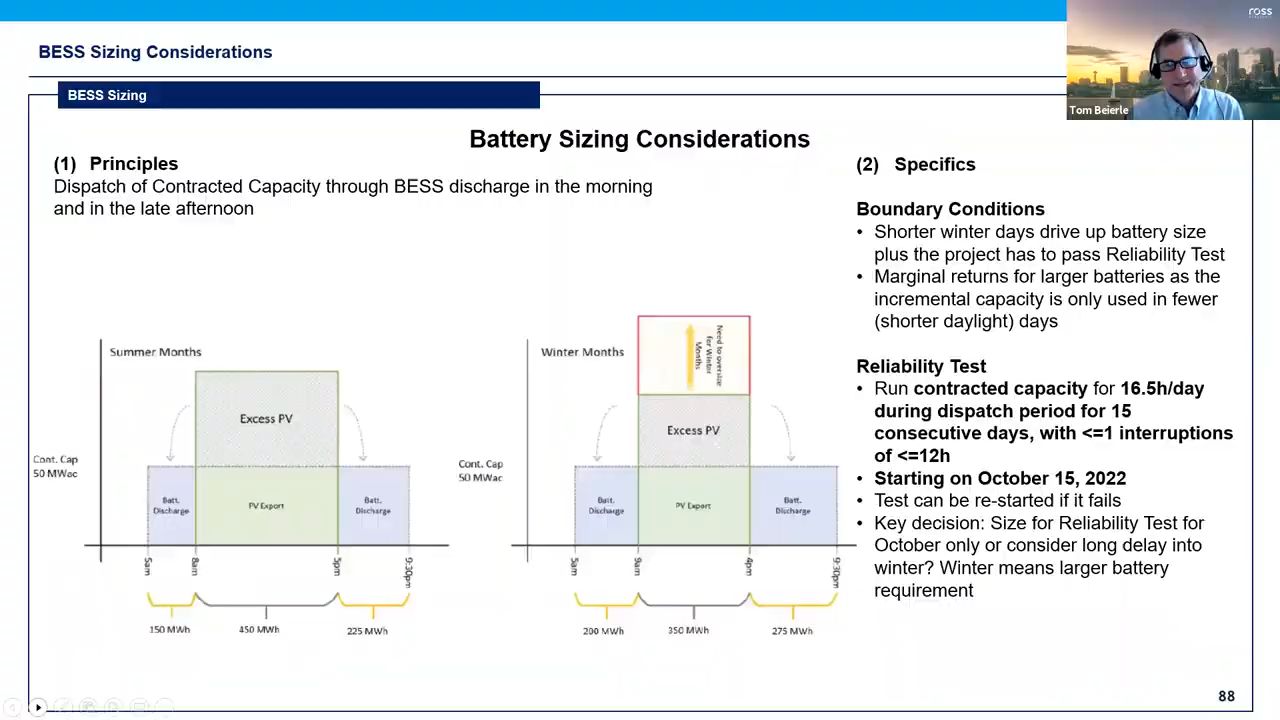 ross
BESS Sizing Considerations
Tom Beierle
BESS Sizing
Battery Sizing Considerations
(1) Principles
Dispatch of Contracted Capacity through BESS discharge in the morning
and in the late afternoon
Summer Months
Excess PV
Cont. Cap
50 MWac
Batt.
Discharge
PV Export
Batt.
Discharge
5am
8am
5pm
9:30pm
150 MWh
450 MWh
225 MWh
Winter Months
Need to oversize
for Winter
Months
Excess PV
Cont. Cap
50 MWac
Batt.
Discharge
PV Export
Batt.
Discharge
5am
9am
4pm
9:30pm
200 MWh
350 MWh
275 MWh
(2) Specifics
Boundary Conditions
• Shorter winter days drive up battery size
plus the project has to pass Reliability Test
• Marginal returns for larger batteries as the
incremental capacity is only used in fewer
(shorter daylight) days
Reliability Test
• Run contracted capacity for 16.5h/day
during dispatch period for 15
consecutive days, with <=1 interruptions
of <=12h
• Starting on October 15, 2022
• Test can be re-started if it fails
• Key decision: Size for Reliability Test for
October only or consider long delay into
winter? Winter means larger battery
requirement
88